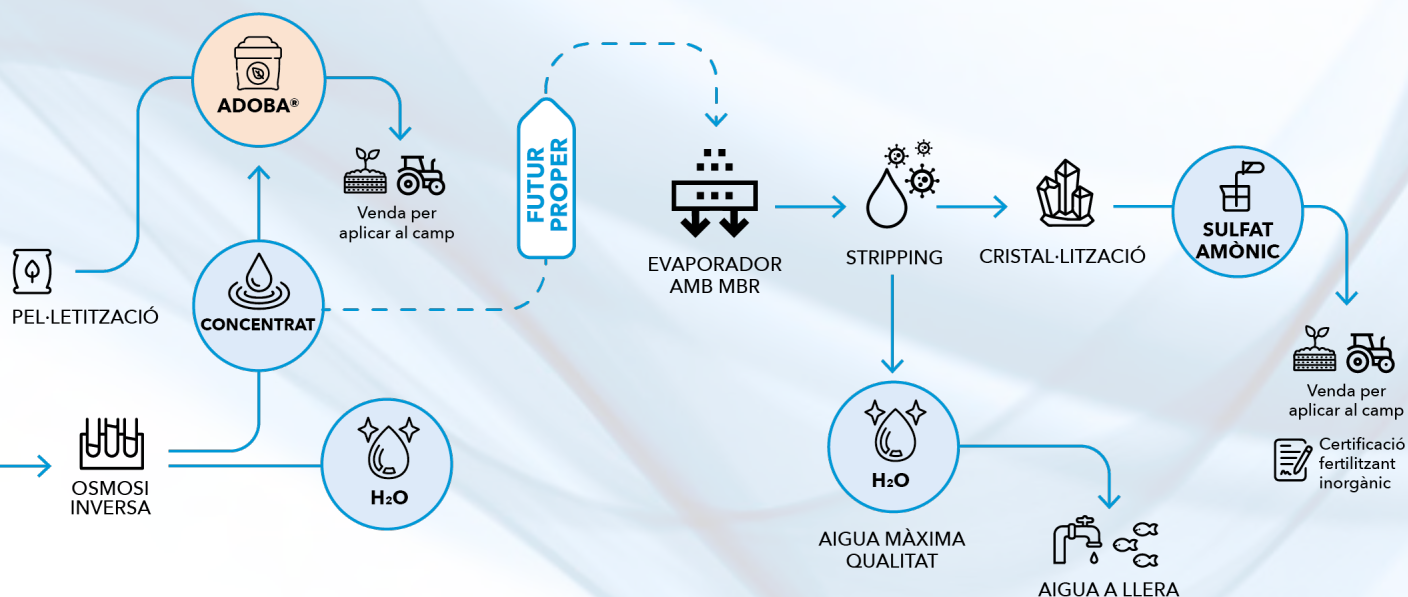 ADOBA®
Venda per
aplicar al camp
PEL·LETITZACIÓ
CONCENTRAT
OSMOSI
INVERSA
H₂O
FUTUR
PROPER
EVAPORADOR
AMB MBR
STRIPPING
CRISTAL·LITZACIÓ
SULFAT
AMÒNIC
Venda per
aplicar al camp
Certificació
fertilitzant
inorgànic
H₂O
AIGUA MÀXIMA
QUALITAT
AIGUA A LLERA